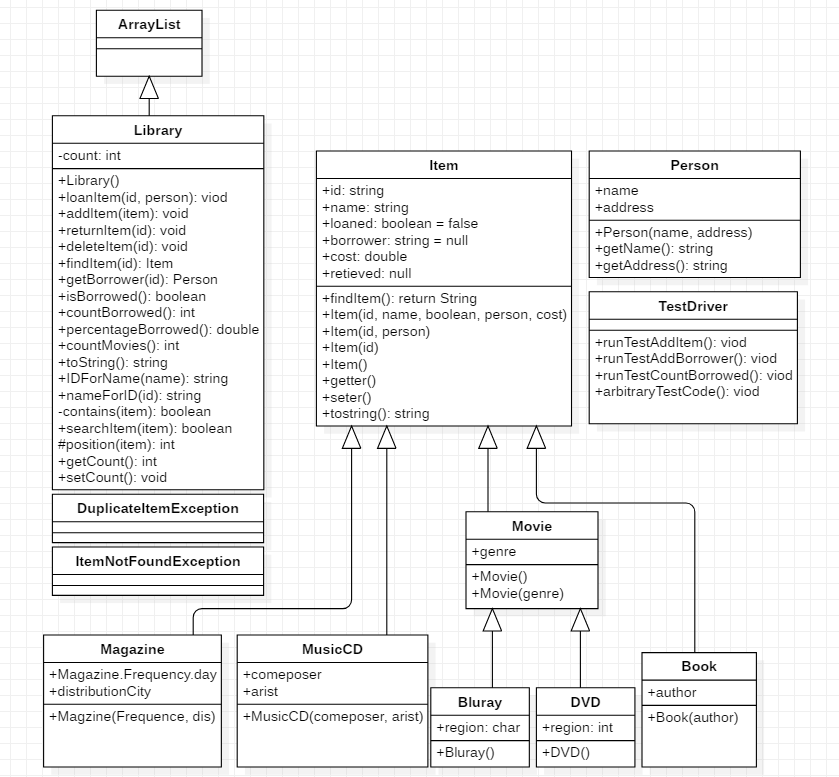 ArrayList
Library
-count: int
+Library()
+loanItem(id, person): viod
+addItem(item): void
+returnItem(id): void
+deleteItem(id): void
+findItem(id): Item
+getBorrower(id): Person
+isBorrowed(): boolean
+countBorrowed(): int
+percentageBorrowed(): double
+countMovies(): int
+toString(): string
+IDForName(name): string
+nameForID(id): string
-contains(item): boolean
+searchItem(item): boolean
#position(item): int
+getCount(): int
+setCount(): void
DuplicateItemException
ItemNotFoundException
Item
+id: string
+name: string
+loaned: boolean = false
+borrower: string = null
+cost: double
+retieved: null
+findItem(): return String
+Item(id, name, boolean, person, cost)
+Item(id, person)
+Item(id)
+Item()
+getter()
+seter()
+tostring(): string
Person
+name
+address
+Person(name, address)
+getName(): string
+getAddress(): string
TestDriver
+runTestAddItem(): viod
+runTestAddBorrower(): viod
+runTestCountBorrowed(): viod
+arbitraryTestCode(): viod
Movie
+genre
+Movie()
+Movie(genre)
Magazine
+Magazine.Frequency.day
+distributionCity
+Magzine(Frequence, dis)
MusicCD
+comeposer
+arist
+MusicCD(comeposer, arist)
Bluray
+region: char
+Bluray()
DVD
+region: int
+DVD()
Book
+author
+Book(author)